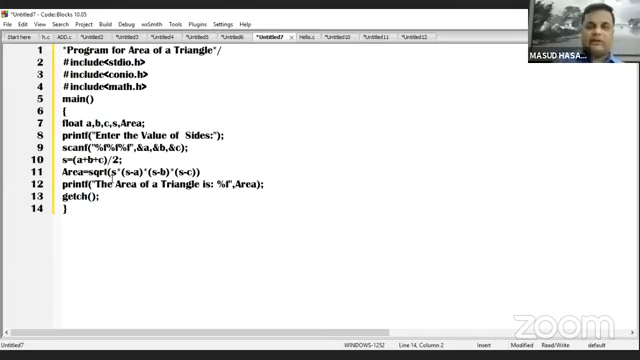 *Untitled7 - Code::Blocks 10.05
File Edit View Search Project Build Debug wxSmith Tools Plugins Settings Help
Start here h.c ADD.c *Untitled2 *Untitled3 *Untitled4 *Untitled5 *Untitled6 *Untitled7 Hello.c *Untitled10 *Untitled11 *Untitled12
MASUD HASA...
1 *Program for Area of a Triangle*/
2 #include<stdio.h>
3 #include<conio.h>
4 #include<math.h>
5 main()
6 {
7 float a,b,c,s,Area;
8 printf("Enter the Value of Sides:");
9 scanf("%f%f%f",&a,&b,&c);
10 s=(a+b+c)/2;
11 Area=sqrt(s*(s-a)*(s-b)*(s-c))
12 printf("The Area of a Triangle is: %f",Area);
13 getch();
14 }
zoom
Untitled7 WINDOWS-1252 Line 14, Column 2 Insert Modified Read/Write default